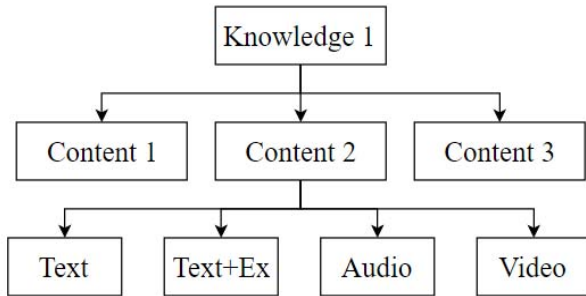 Knowledge 1
Content 1
Content 2
Content 3
Text
Text+Ex
Audio
Video